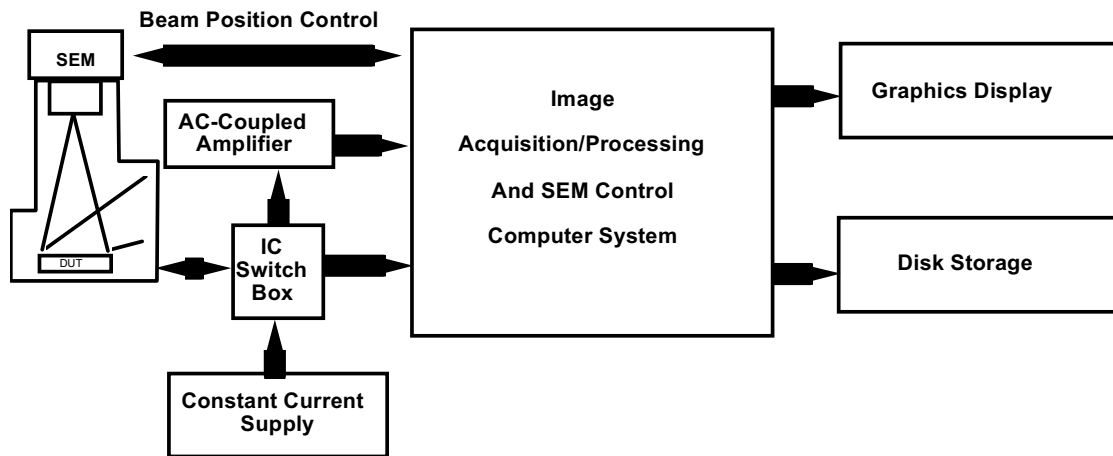 Beam Position Control
SEM
AC-Coupled
Amplifier
IC
Switch
Box
DUT
Constant Current
Supply
Image
Acquisition/Processing
And SEM Control
Computer System
Graphics Display
Disk Storage